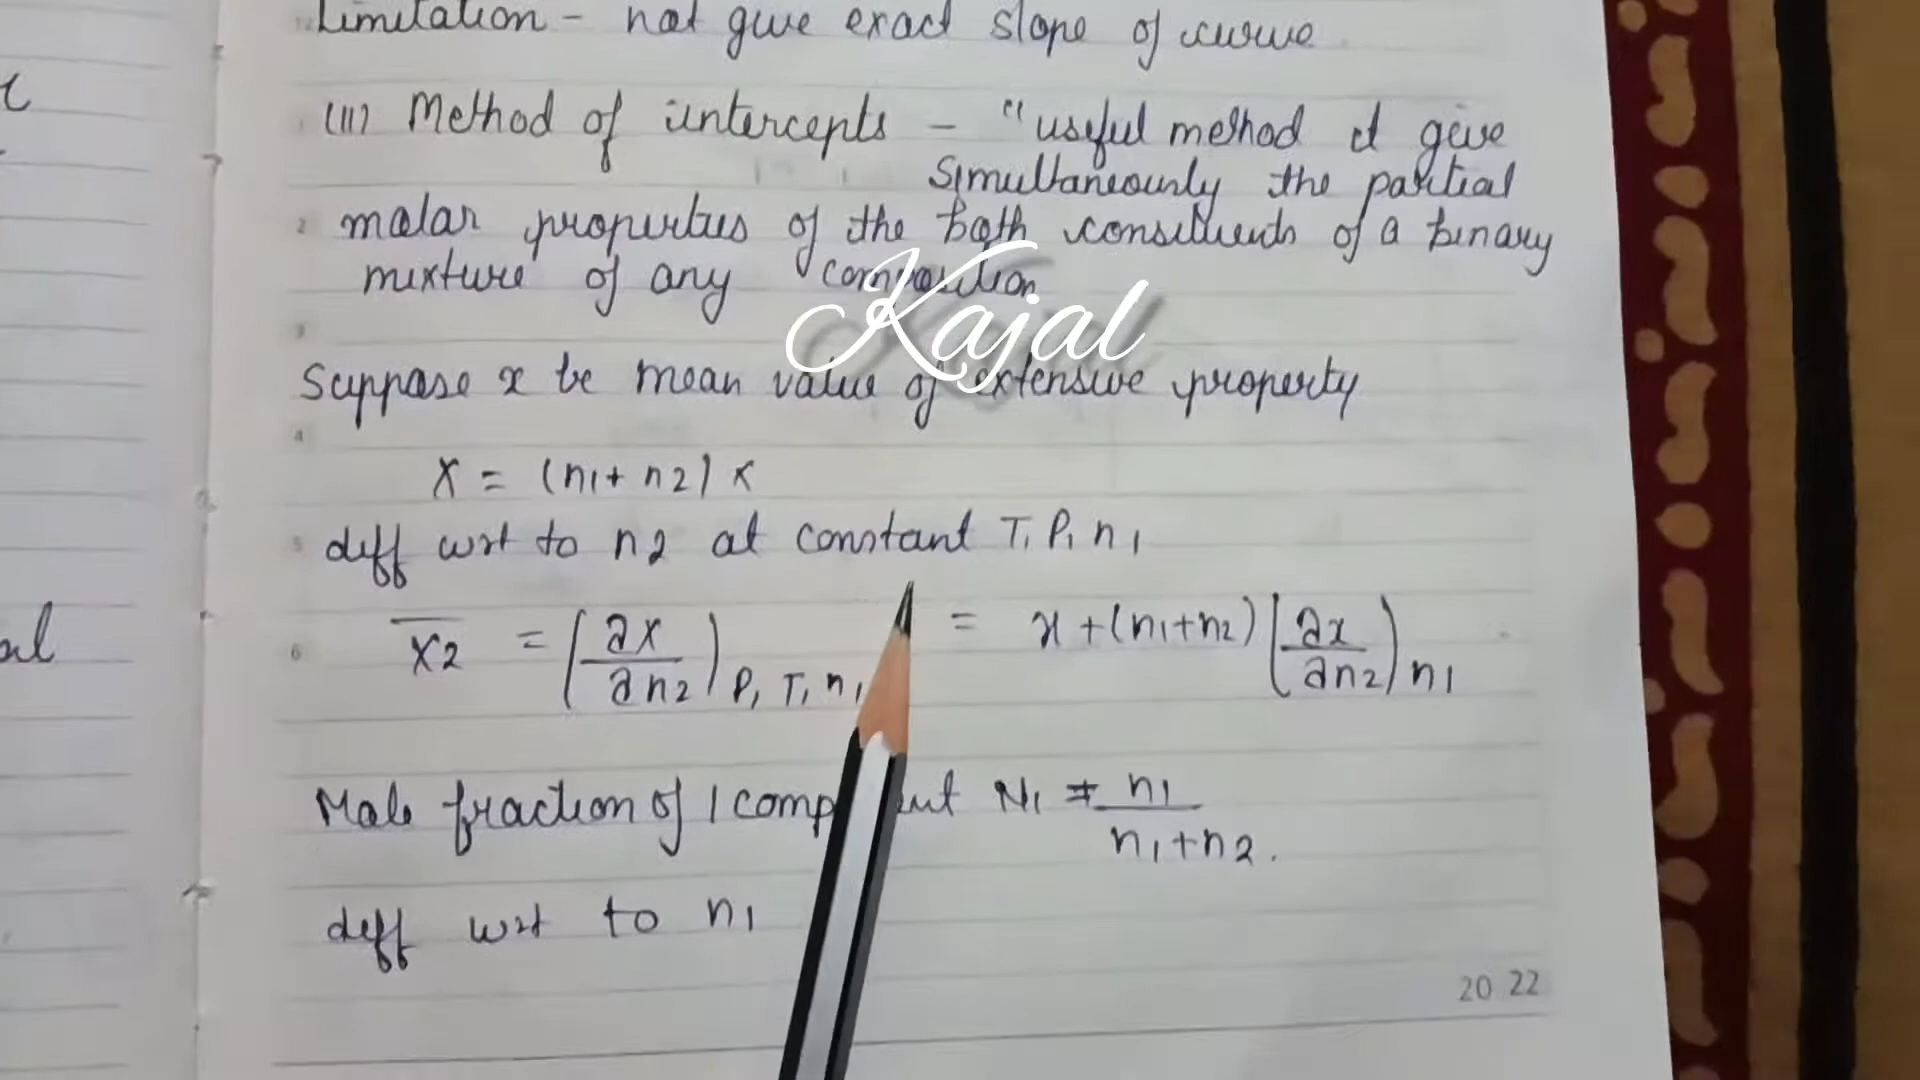 Limitation - not give exact slope of curve
(III) Method of intercepts - "useful method it give
simultaneously the partial
molar properties of the both constituents of a binary
mixture of any composition
Kajal
Suppose x be mean value of extensive property
X = (n1 + n2) x
diff wrt to n2 at constant T, P, n1
X̄2 = (∂X/∂n2) P, T, n1 = x + (n1+n2) (∂x/∂n2) n1
Mole fraction of 1 component N1 = n1/n1+n2.
diff wrt to n1
20 22